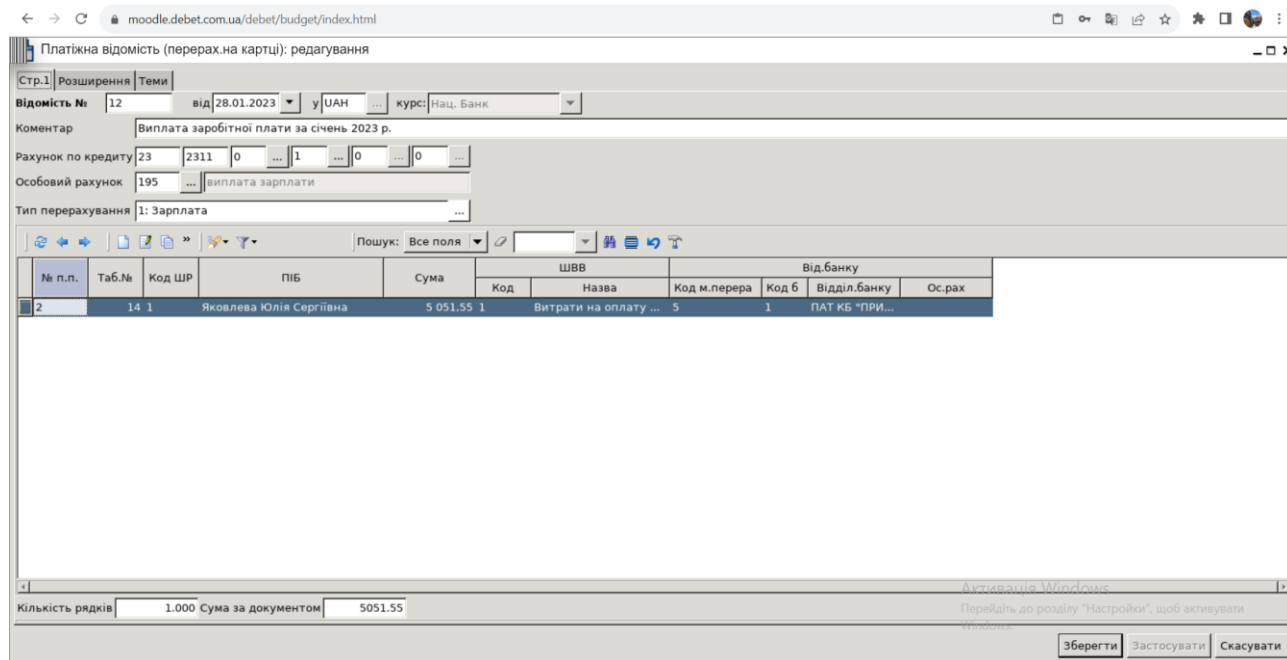 moodle.debet.com.ua/debet/budget/index.html
Платіжна відомість (перерах.на картці): редагування
Стр.1 Розширення Теми
Відомість № 12 від 28.01.2023 у UAH ... курс: Нац. Банк
Коментар Виплата заробітної плати за січень 2023 р.
Рахунок по кредиту 23 2311 0 ... 1 ... 0 ... 0 ...
Особовий рахунок 195 ... виплата зарплати
Тип перерахування 1: Зарплата ...
» Пошук: Все поля
№ п.п. Таб.№ Код ШР ПІБ Сума ШВВ Від.банку
Код Назва Код м.перера Код б Відділ.банку Ос.рах
2 14 1 Яковлева Юлія Сергіївна 5 051,55 1 Витрати на оплату ... 5 1 ПАТ КБ "ПРИ...
Активація Windows
Кількість рядків 1.000 Сума за документом 5051.55
Перейдіть до розділу "Настройки", щоб активувати
Windows.
Зберегти Застосувати Скасувати